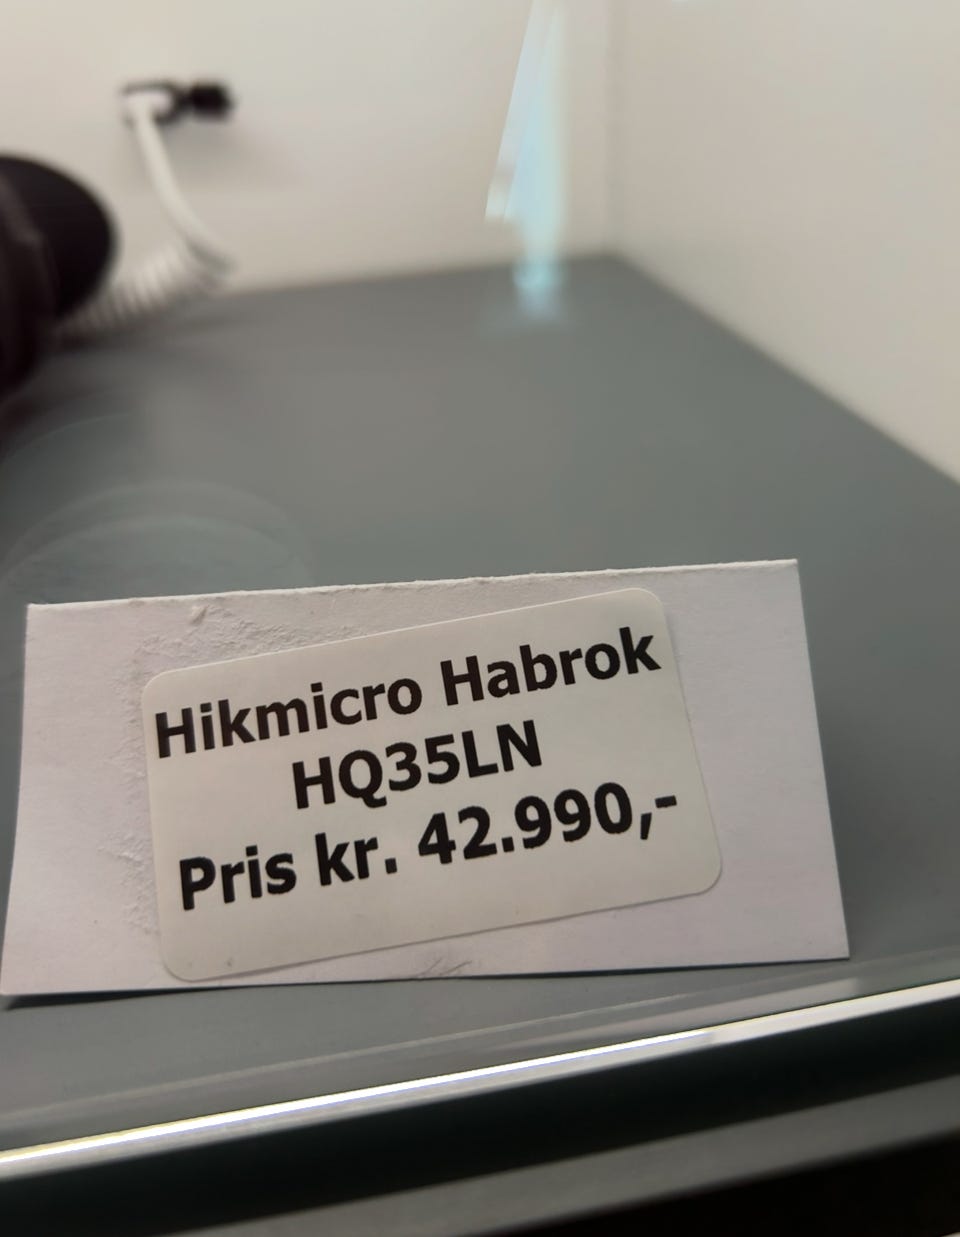 Hikmicro Habrok
HQ35LN
Pris kr. 42.990,-